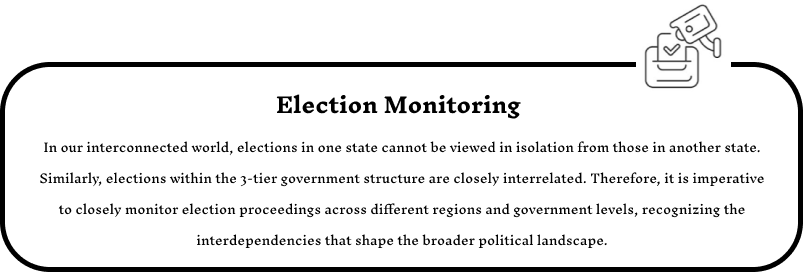 Election Monitoring
In our interconnected world, elections in one state cannot be viewed in isolation from those in another state.
Similarly, elections within the 3-tier government structure are closely interrelated. Therefore, it is imperative
to closely monitor election proceedings across different regions and government levels, recognizing the
interdependencies that shape the broader political landscape.